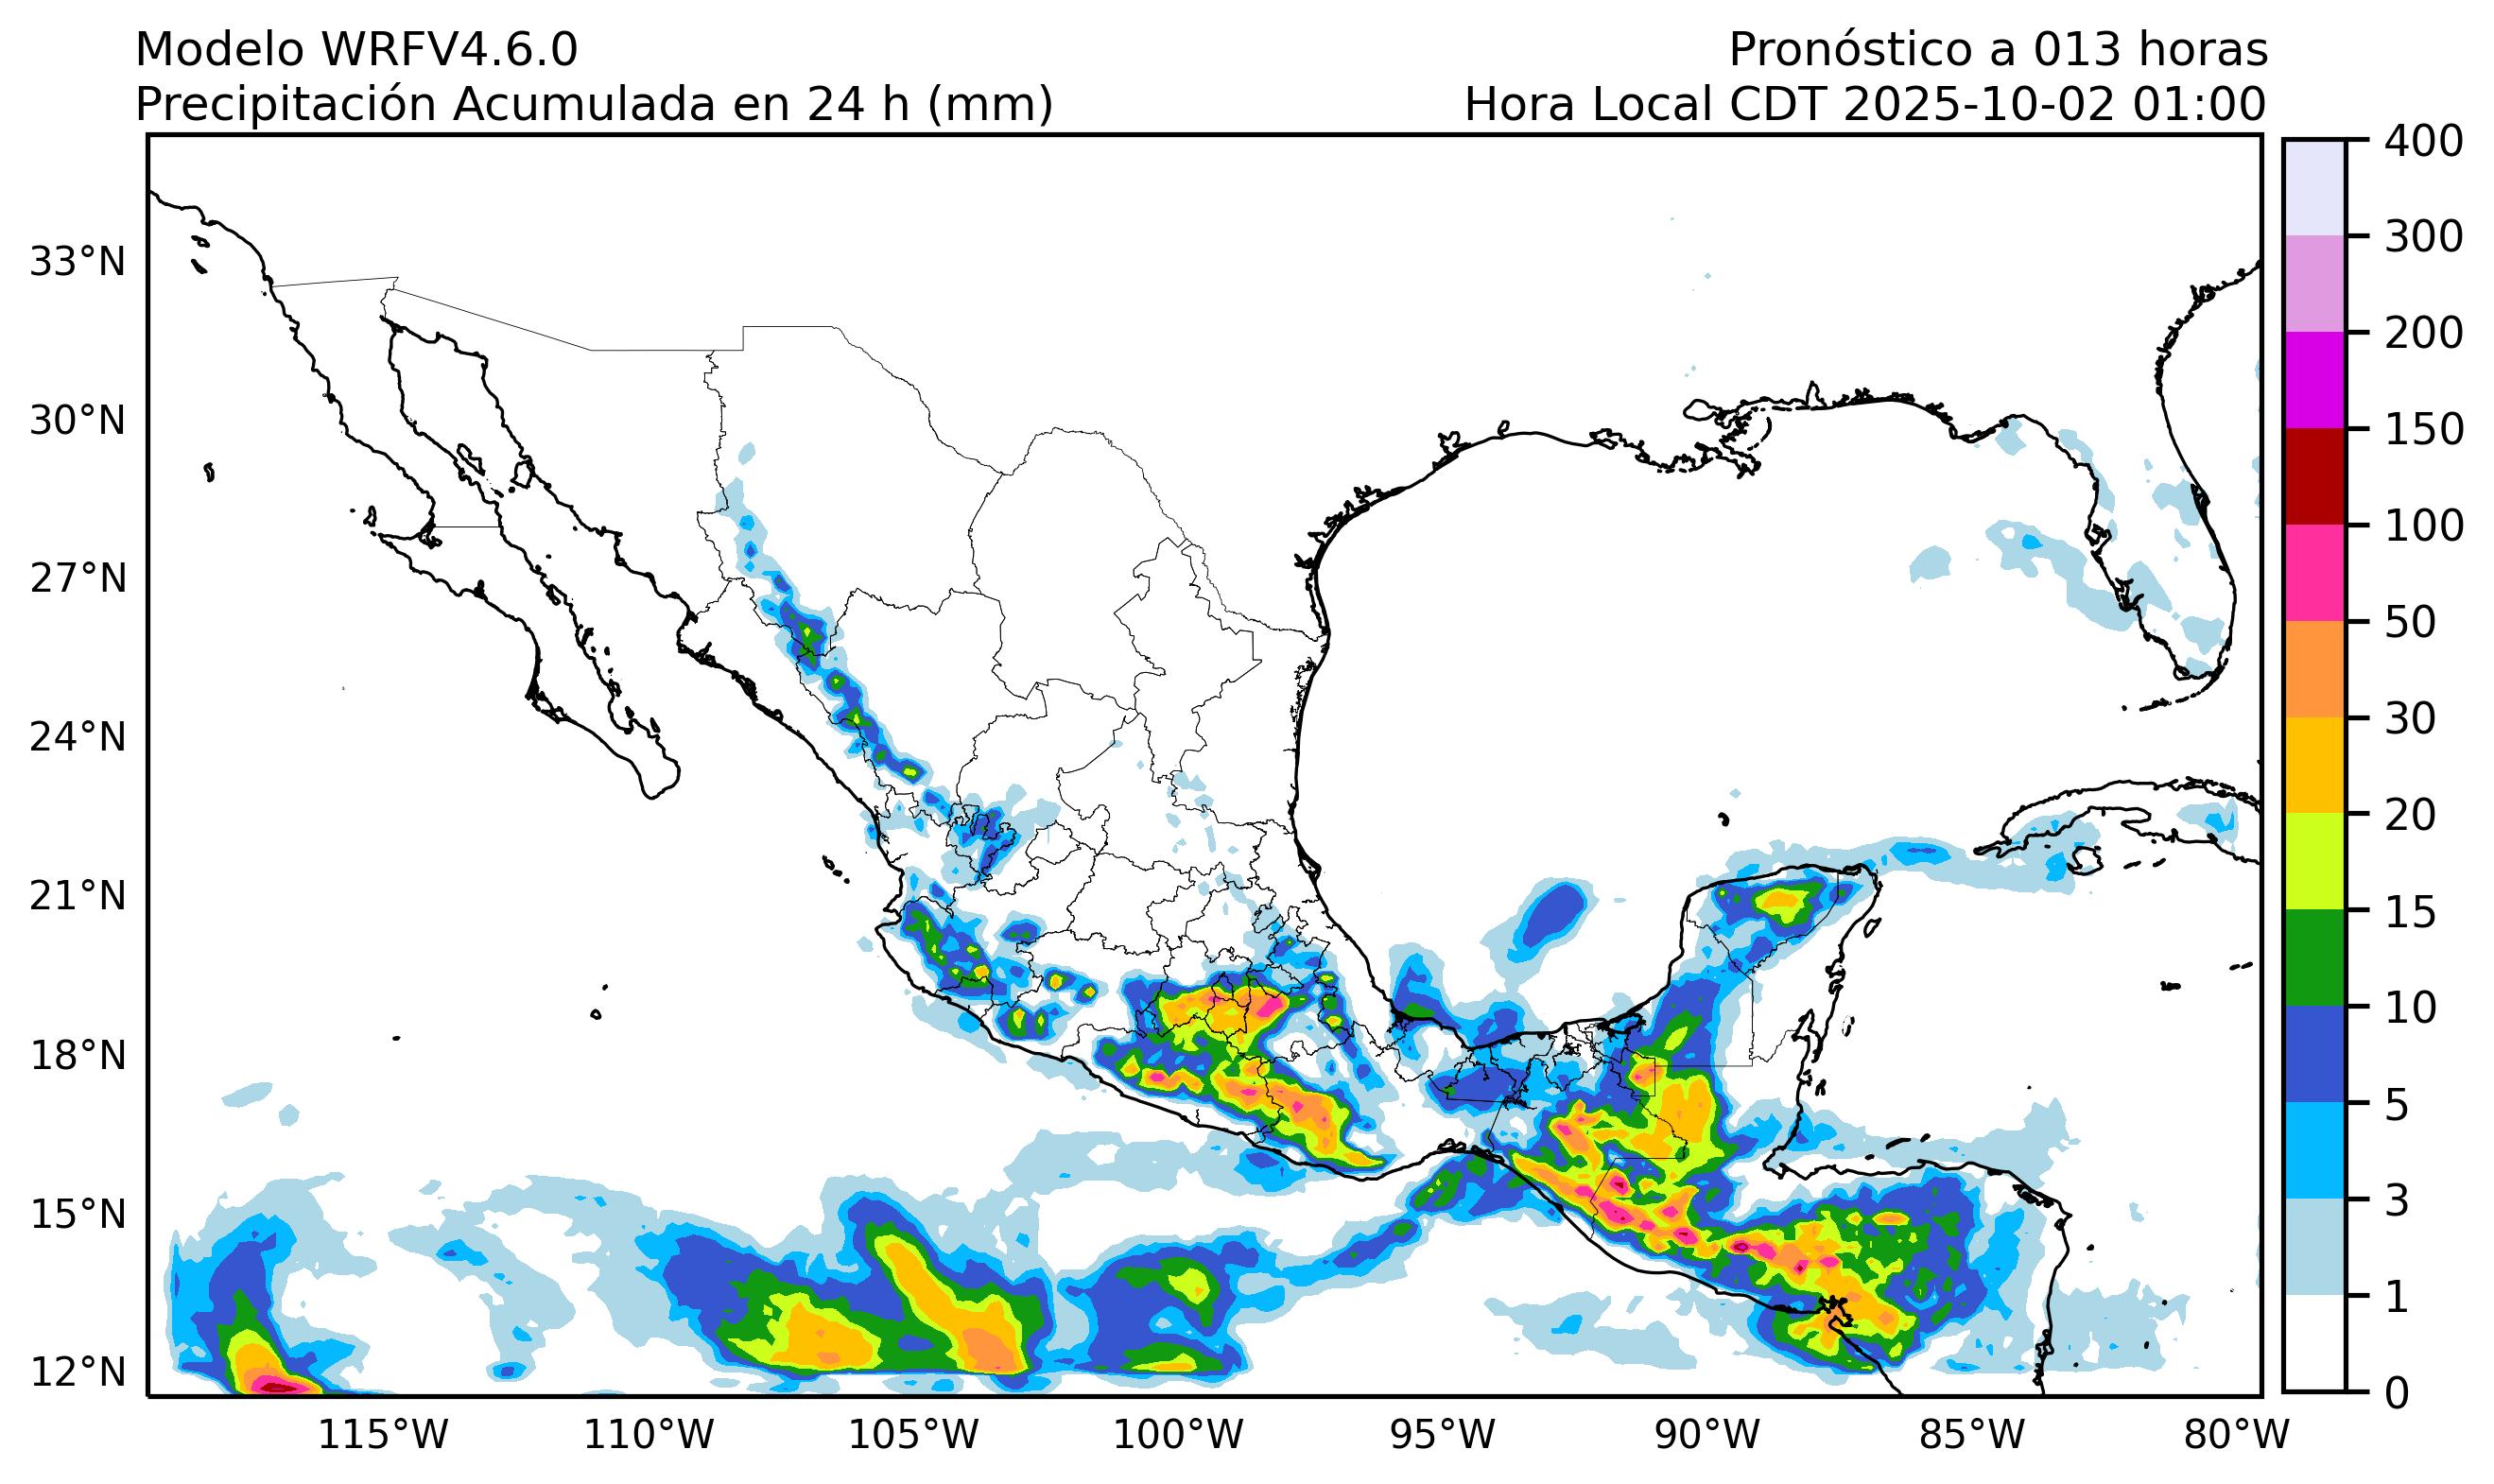 Modelo WRFV4.6.0
Pronóstico a 013 horas
Precipitación Acumulada en 24 h (mm)
Hora Local CDT 2025-10-02 01:00
33°N
30°N
27°N
24°N
21°N
18°N
15°N
12°N
115°W
110°W
105°W
100°W
95°W
90°W
85°W
80°W
400
300
200
150
100
50
30
20
15
10
5
3
1
0